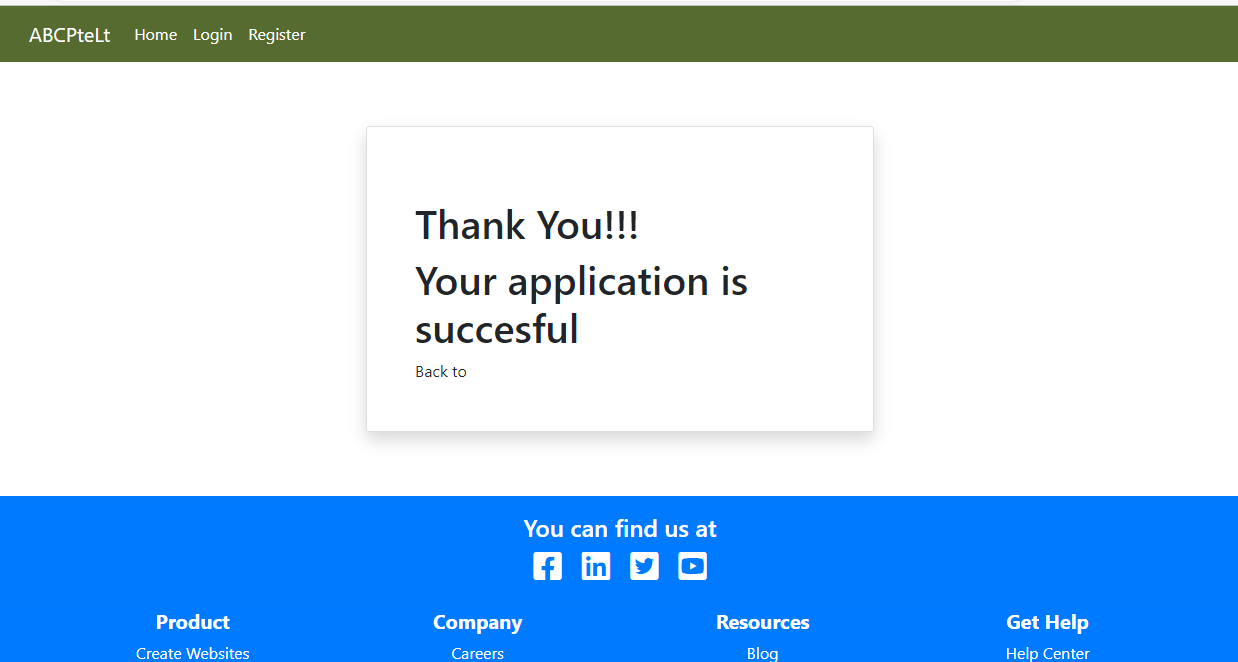 ABCPteLt Home Login Register
Thank You!!!
Your application is
succesful
Back to
You can find us at
Product Company Resources Get Help
Create Websites Careers Blog Help Center